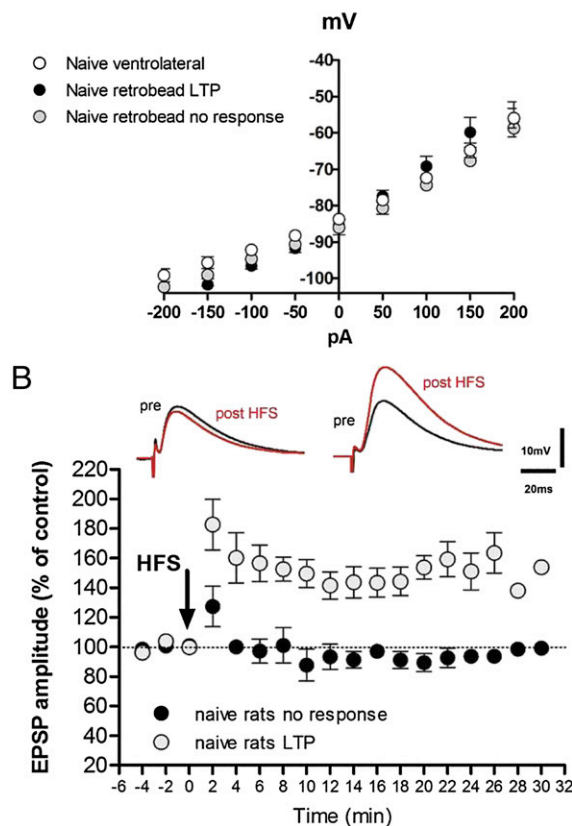 mV
Naive ventrolateral
Naive retrobead LTP
Naive retrobead no response
-40
-50
-60
-70
-80
-90
-100
-200 -150 -100 -50 0 50 100 150 200
pA
B
pre
post HFS
pre
post HFS
10mV
20ms
EPSP amplitude (% of control)
220
200
180
160
140
120
100
80
60
40
20
HFS
naive rats no response
naive rats LTP
-6 -4 -2 0 2 4 6 8 10 12 14 16 18 20 22 24 26 28 30 32
Time (min)